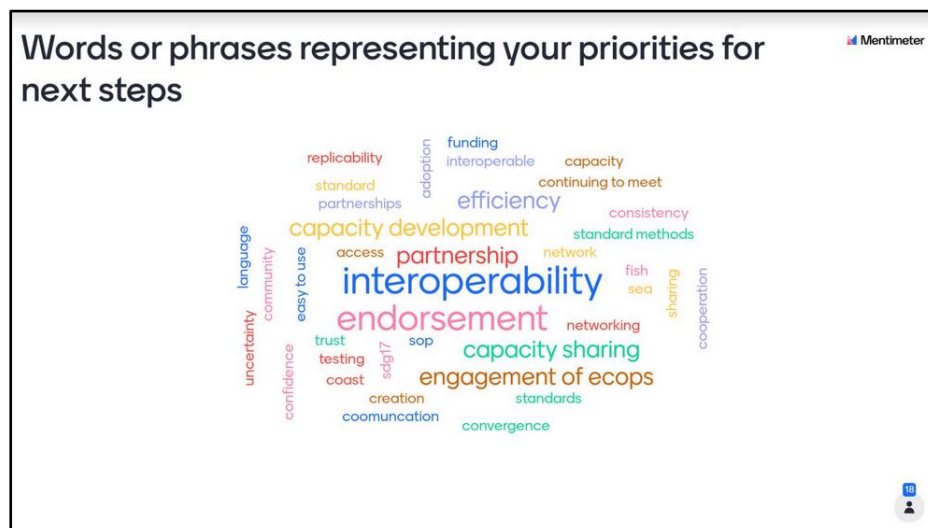 Words or phrases representing your priorities for
next steps
Mentimeter
funding
replicability
adoption
interoperable
capacity
standard
continuing to meet
partnerships
efficiency
consistency
capacity development
standard methods
language
community
easy to use
access
partnership
network
interoperability
fish
sea
sharing
cooperation
endorsement
networking
uncertainty
confidence
trust
testing
sdg17
sop
capacity sharing
coast
engagement of ecops
creation
standards
coomuncation
convergence
18